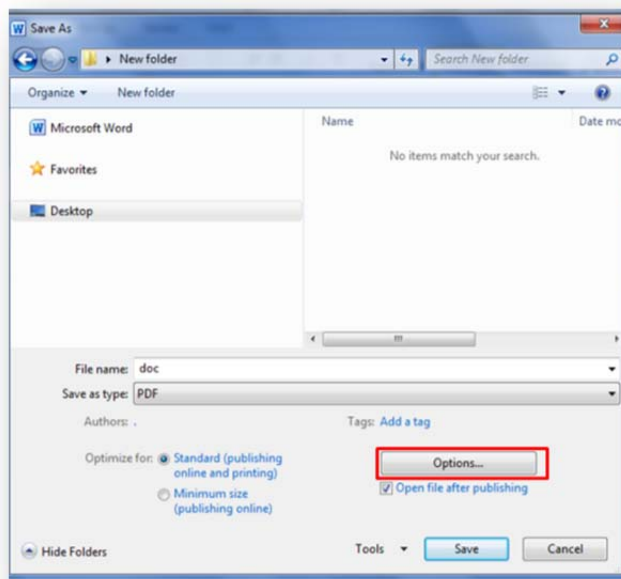 Save As
New folder
Search New folder
Organize
New folder
Microsoft Word
Favorites
Desktop
Name
Date mo
No items match your search.
File name: doc
Save as type: PDF
Authors: .
Tags: Add a tag
Optimize for: Standard (publishing
online and printing)
Minimum size
(publishing online)
Options...
Open file after publishing
Hide Folders
Tools
Save
Cancel